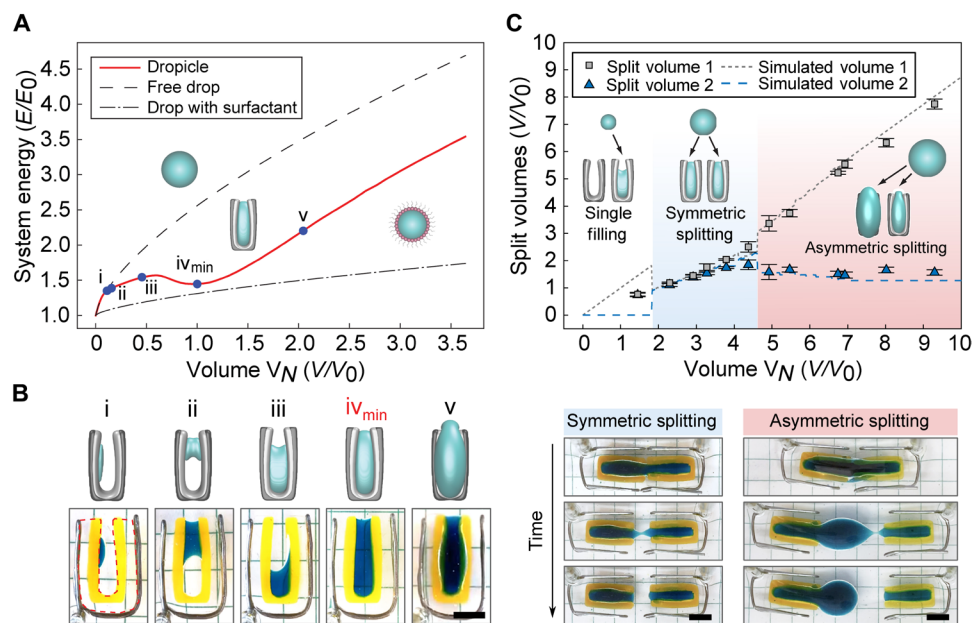 A
System energy (E/E0)
4.5
4.0
3.5
3.0
2.5
2.0
1.5
1.0
Dropicle
Free drop
Drop with surfactant
i
ii
iii
ivmin
v
0
0.5
1.0
1.5
2.0
2.5
3.0
3.5
Volume VN (V/V0)
C
Split volumes (V/V0)
10
9
8
7
6
5
4
3
2
1
0
Split volume 1
Split volume 2
Simulated volume 1
Simulated volume 2
Single
filling
Symmetric
splitting
Asymmetric splitting
0
1
2
3
4
5
6
7
8
9
10
Volume VN (V/V0)
B
i
ii
iii
ivmin
v
Symmetric splitting
Asymmetric splitting
Time